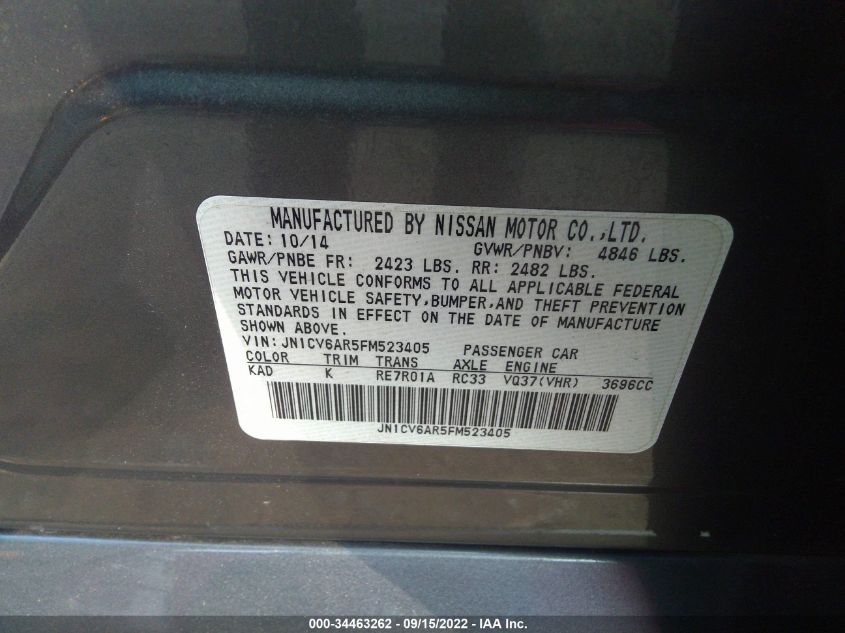 MANUFACTURED BY NISSAN MOTOR CO.,LTD.
DATE: 10/14 GVWR/PNBV: 4846 LBS.
GAWR/PNBE FR: 2423 LBS. RR: 2482 LBS.
THIS VEHICLE CONFORMS TO ALL APPLICABLE FEDERAL
MOTOR VEHICLE SAFETY,BUMPER,AND THEFT PREVENTION
STANDARDS IN EFFECT ON THE DATE OF MANUFACTURE
SHOWN ABOVE.
VIN: JN1CV6AR5FM523405 PASSENGER CAR
COLOR TRIM TRANS AXLE ENGINE
KAD K RE7R01A RC33 VQ37(VHR) 3696CC
JN1CV6AR5FM523405
000-34463262 - 09/15/2022 - IAA Inc.